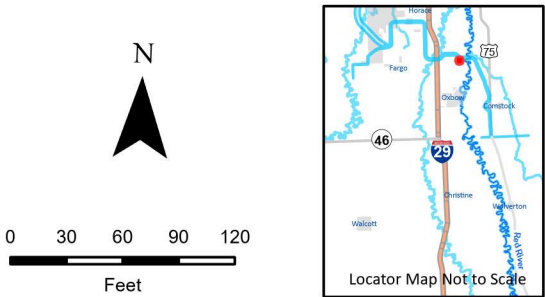 N
0 30 60 90 120
Feet
Horace
75
Fargo
Oxbow
Comstock
46
29
Christine
Wolverton
Walcott
Red River
Locator Map Not to Scale